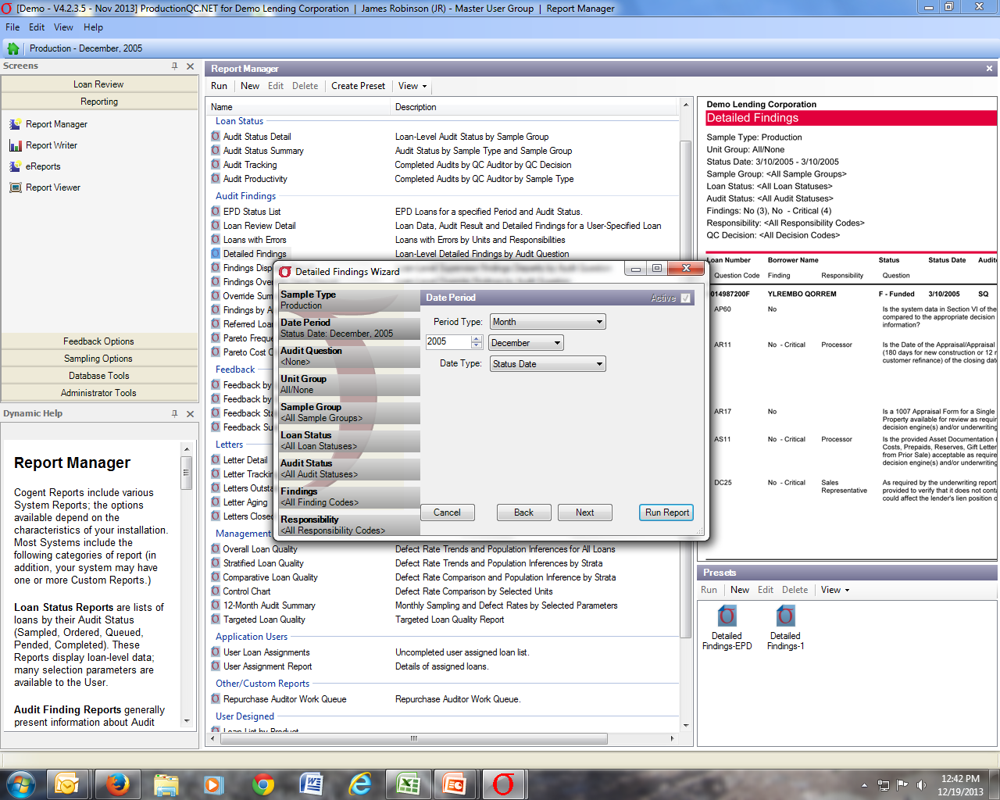 [Demo - V4.2.3.5 - Nov 2013] ProductionQC.NET for Demo Lending Corporation | James Robinson (JR) - Master User Group | Report Manager
File Edit View Help
Production - December, 2005
Screens
Loan Review
Reporting
Report Manager
Report Writer
eReports
Report Viewer
Feedback Options
Sampling Options
Database Tools
Administrator Tools
Dynamic Help
Report Manager
Cogent Reports include various
System Reports; the options
available depend on the
characteristics of your installation.
Most Systems include the
following categories of report (in
addition, your system may have
one or more Custom Reports.)
Loan Status Reports are lists of
loans by their Audit Status
(Sampled, Ordered, Queued,
Pended, Completed). These
Reports display loan-level data;
many selection parameters are
available to the User.
Audit Finding Reports generally
present information about Audit
Report Manager
Run New Edit Delete Create Preset View
Name Description
Loan Status
Audit Status Detail Loan-Level Audit Status by Sample Group
Audit Status Summary Audit Status by Sample Type and Sample Group
Audit Tracking Completed Audits by QC Auditor by QC Decision
Audit Productivity Completed Audits by QC Auditor by Sample Type
Audit Findings
EPD Status List EPD Loans for a specified Period and Audit Status.
Loan Review Detail Loan Data, Audit Result and Detailed Findings for a User-Specified Loan
Loans with Errors Loans with Errors by Units and Responsibilities
Detailed Findings Loan-Level Detailed Findings by Audit Question
Findings Disp
Findings Ove
Override Sum
Findings by A
Referred Loa
Pareto Freque
Pareto Cost C
Feedback
Feedback by
Feedback by
Feedback Sta
Feedback Su
Letters
Letter Detail
Letter Trackin
Letters Outsta
Letter Aging
Letters Closed
Management
Overall Loan Quality Defect Rate Trends and Population Inferences for All Loans
Stratified Loan Quality Defect Rate Trends and Population Inferences by Strata
Comparative Loan Quality Defect Rate Comparison and Population Inference by Strata
Control Chart Defect Rate Comparison by Selected Units
12-Month Audit Summary Monthly Sampling and Defect Rates by Selected Parameters
Targeted Loan Quality Targeted Loan Quality Report
Application Users
User Loan Assignments Uncompleted user assigned loan list.
User Assignment Report Details of assigned loans.
Other/Custom Reports
Repurchase Auditor Work Queue Repurchase Auditor Work Queue.
User Designed
Loan List by Product
Detailed Findings Wizard
Sample Type
Production
Date Period
Status Date: December, 2005
Audit Question
<None>
Unit Group
All/None
Sample Group
<All Sample Groups>
Loan Status
<All Loan Statuses>
Audit Status
<All Audit Statuses>
Findings
<All Finding Codes>
Responsibility
<All Responsibility Codes>
Date Period Active
Period Type: Month
2005 December
Date Type: Status Date
Cancel Back Next Run Report
Demo Lending Corporation
Detailed Findings
Sample Type: Production
Unit Group: All/None
Status Date: 3/10/2005 - 3/10/2005
Sample Group: <All Sample Groups>
Loan Status: <All Loan Statuses>
Audit Status: <All Audit Statuses>
Findings: No (3), No - Critical (4)
Responsibility: <All Responsibility Codes>
QC Decision: <All Decision Codes>
Loan Number Borrower Name Status Status Date Audito
Question Code Finding Responsibility Question
014987200F YLREMBO QORREM F - Funded 3/10/2005 SQ
AP60 No Is the system data in Section VI of the
compared to the appropriate decision
information?
AR11 No - Critical Processor Is the Date of the Appraisal/Appraisal
(180 days for new construction or 12 m
customer refinance) of the closing date
AR17 No Is a 1007 Appraisal Form for a Single
Property available for review as requir
decision engine(s) and/or underwriting
AS11 No - Critical Processor Is the provided Asset Documentation (
Costs, Prepaids, Reserves, Gift Letter
from Prior Sale) acceptable as require
decision engine(s) and/or underwriting
DC25 No - Critical Sales Representative As required by the underwriting report
provided to verify that it does not conta
could affect the lender's lien position o
Presets
Run New Edit Delete View
Detailed Findings-EPD
Detailed Findings-1
12:42 PM
12/19/2013